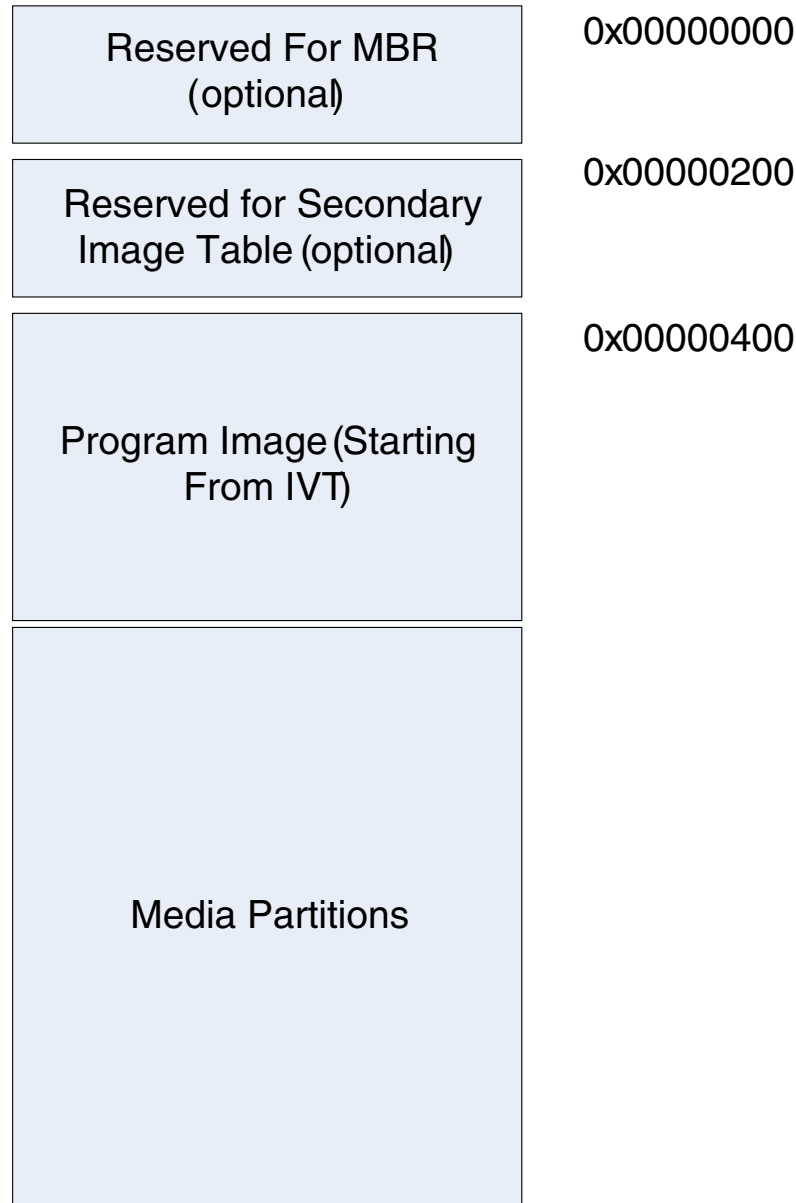 Reserved For MBR
(optional)
0x00000000
Reserved for Secondary
Image Table (optional)
0x00000200
Program Image (Starting
From IVT)
0x00000400
Media Partitions